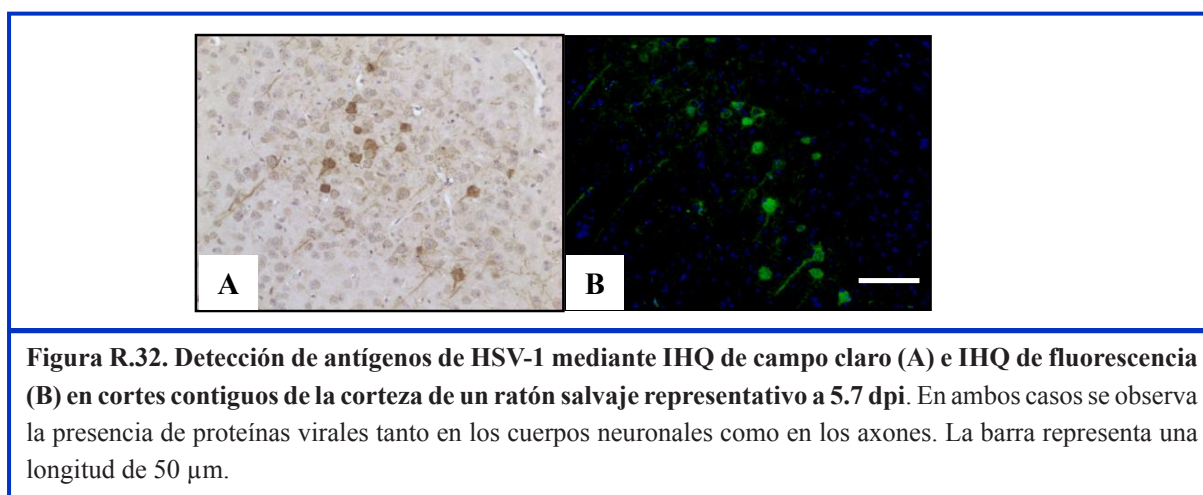 A
B
Figura R.32. Detección de antígenos de HSV-1 mediante IHQ de campo claro (A) e IHQ de fluorescencia
(B) en cortes contiguos de la corteza de un ratón salvaje representativo a 5.7 dpi. En ambos casos se observa
la presencia de proteínas virales tanto en los cuerpos neuronales como en los axones. La barra representa una
longitud de 50 µm.